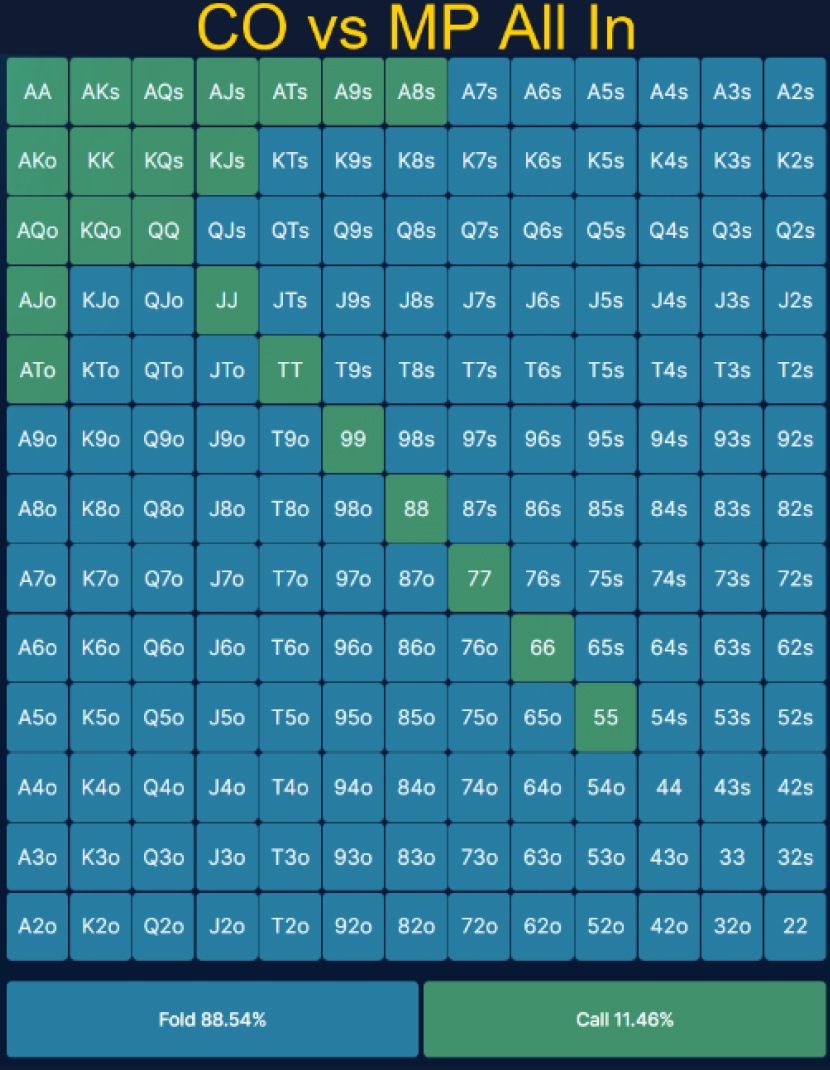 CO vs MP All In
AA AKs AQs AJs ATs A9s A8s A7s A6s A5s A4s A3s A2s
AKo KK KQs KJs KTs K9s K8s K7s K6s K5s K4s K3s K2s
AQo KQo QQ QJs QTs Q9s Q8s Q7s Q6s Q5s Q4s Q3s Q2s
AJo KJo QJo JJ JTs J9s J8s J7s J6s J5s J4s J3s J2s
ATo KTo QTo JTo TT T9s T8s T7s T6s T5s T4s T3s T2s
A9o K9o Q9o J9o T9o 99 98s 97s 96s 95s 94s 93s 92s
A8o K8o Q8o J8o T8o 98o 88 87s 86s 85s 84s 83s 82s
A7o K7o Q7o J7o T7o 97o 87o 77 76s 75s 74s 73s 72s
A6o K6o Q6o J6o T6o 96o 86o 76o 66 65s 64s 63s 62s
A5o K5o Q5o J5o T5o 95o 85o 75o 65o 55 54s 53s 52s
A4o K4o Q4o J4o T4o 94o 84o 74o 64o 54o 44 43s 42s
A3o K3o Q3o J3o T3o 93o 83o 73o 63o 53o 43o 33 32s
A2o K2o Q2o J2o T2o 92o 82o 72o 62o 52o 42o 32o 22
Fold 88.54% Call 11.46%